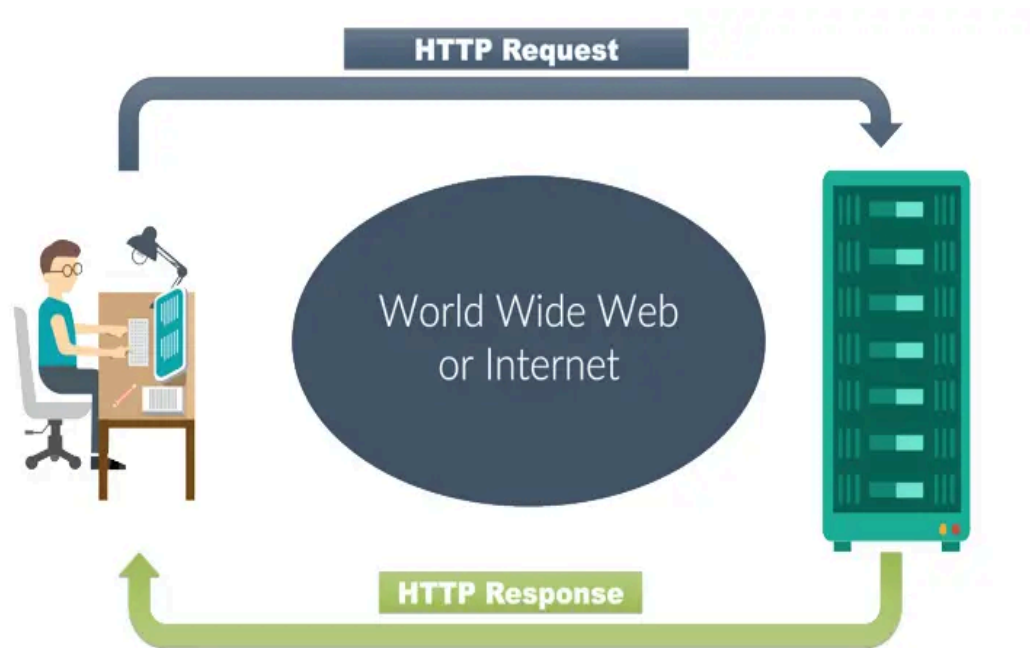 HTTP Request
World Wide Web
or Internet
HTTP Response